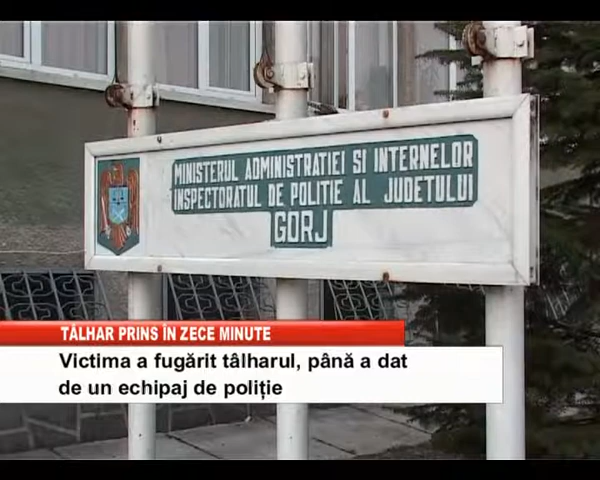 MINISTERUL ADMINISTRATIEI SI INTERNELOR
INSPECTORATUL DE POLITIE AL JUDETULUI
GORJ
TÂLHAR PRINS ÎN ZECE MINUTE
Victima a fugărit tâlharul, până a dat
de un echipaj de poliție